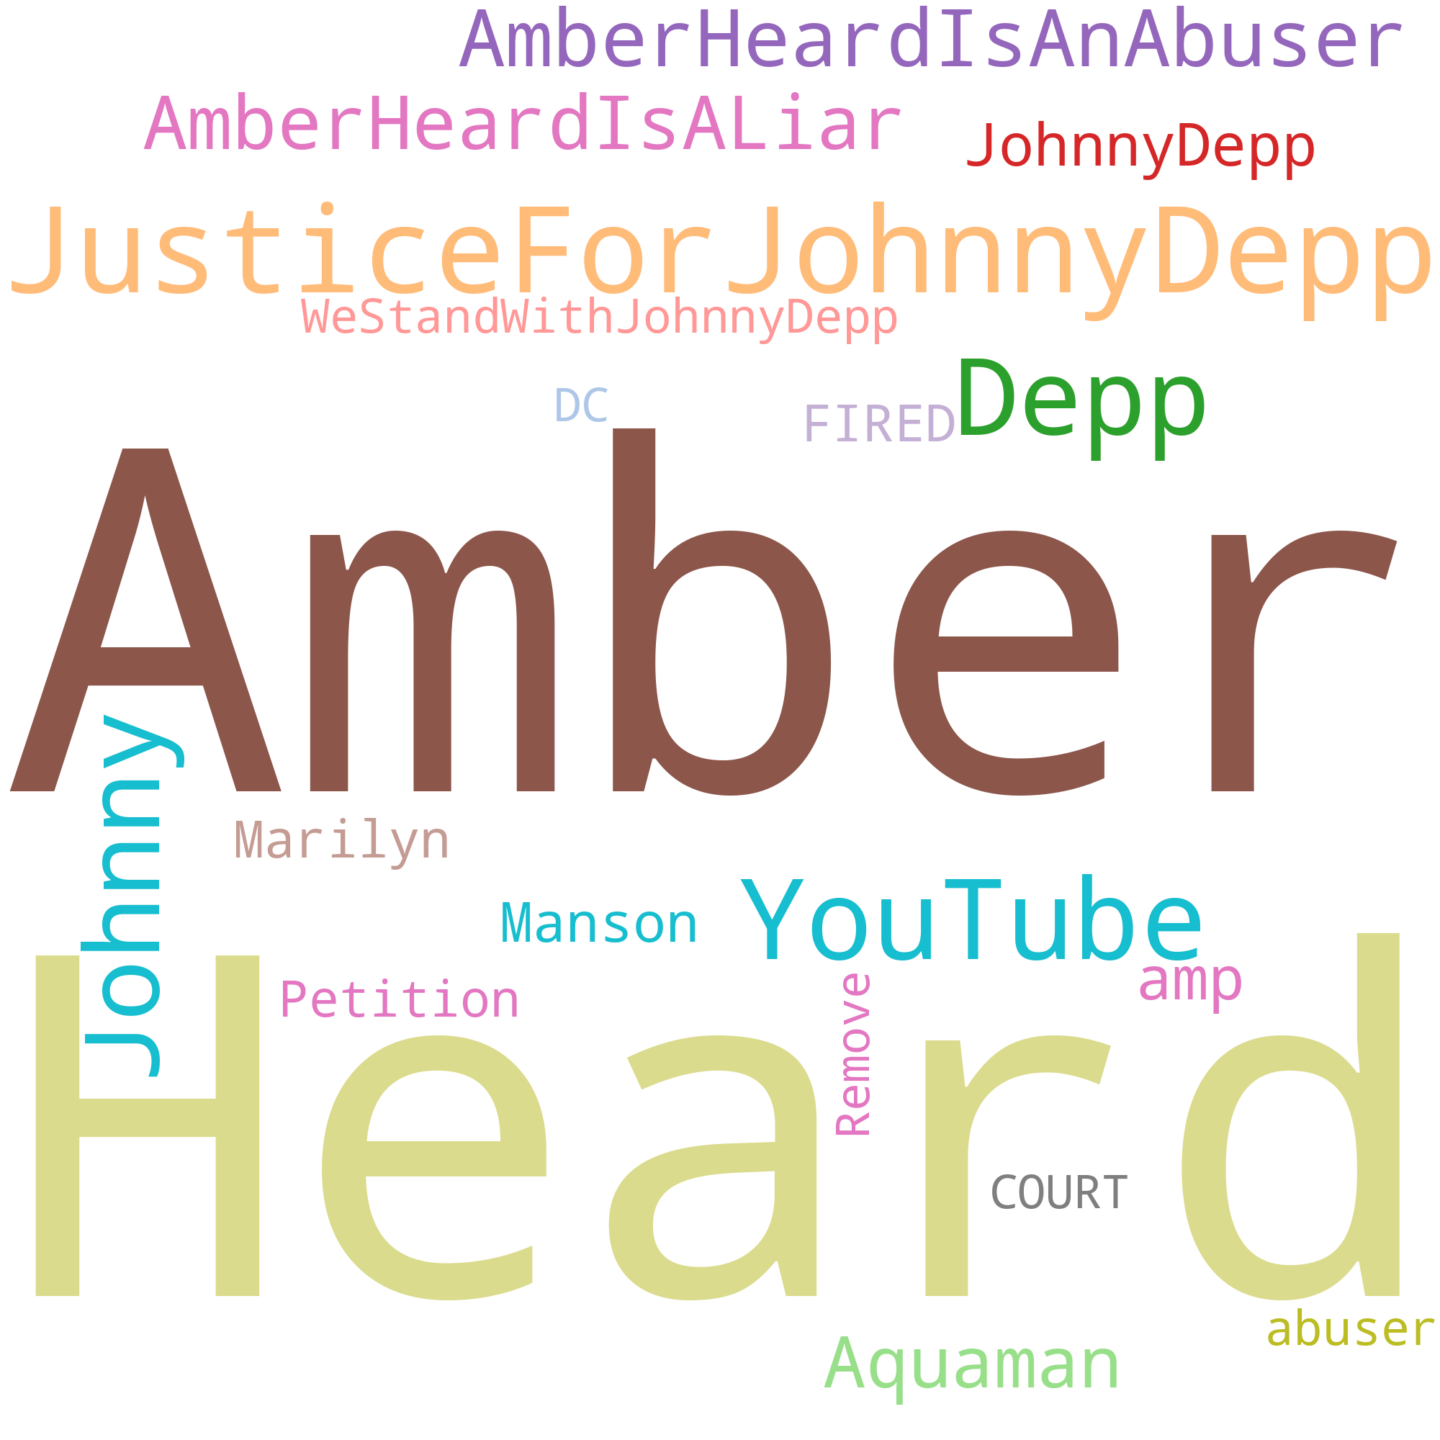 AmberHeardIsAnAbuser
AmberHeardIsALiar
JohnnyDepp
JusticeForJohnnyDepp
WeStandWithJohnnyDepp
Depp
DC
FIRED
Amber
Johnny
Marilyn
Manson
YouTube
Petition
Remove
amp
Heard
COURT
abuser
Aquaman